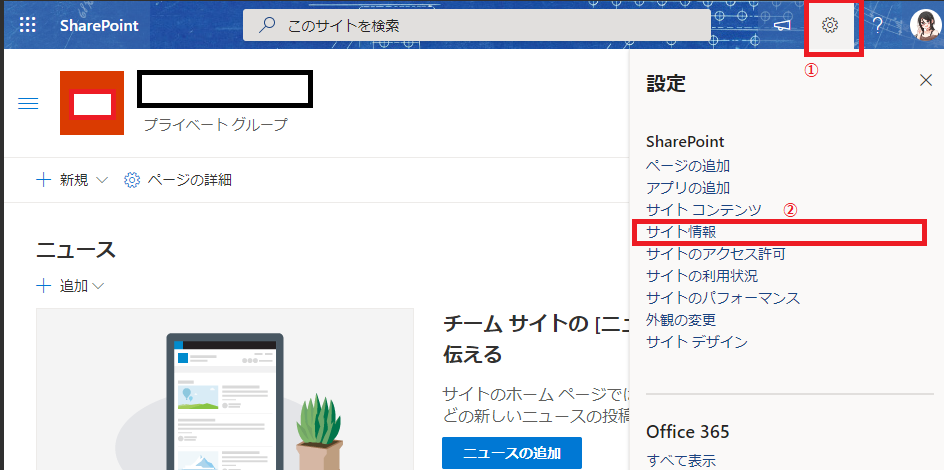 SharePoint
このサイトを検索
?
①
設定
プライベート グループ
SharePoint
ページの追加
アプリの追加
サイト コンテンツ ②
サイト情報
サイトのアクセス許可
サイトの利用状況
サイトのパフォーマンス
外観の変更
サイト デザイン
Office 365
すべて表示
新規
ページの詳細
ニュース
追加
チーム サイトの [ニュ
伝える
サイトのホーム ページでは
どの新しいニュースの投稿
ニュースの追加